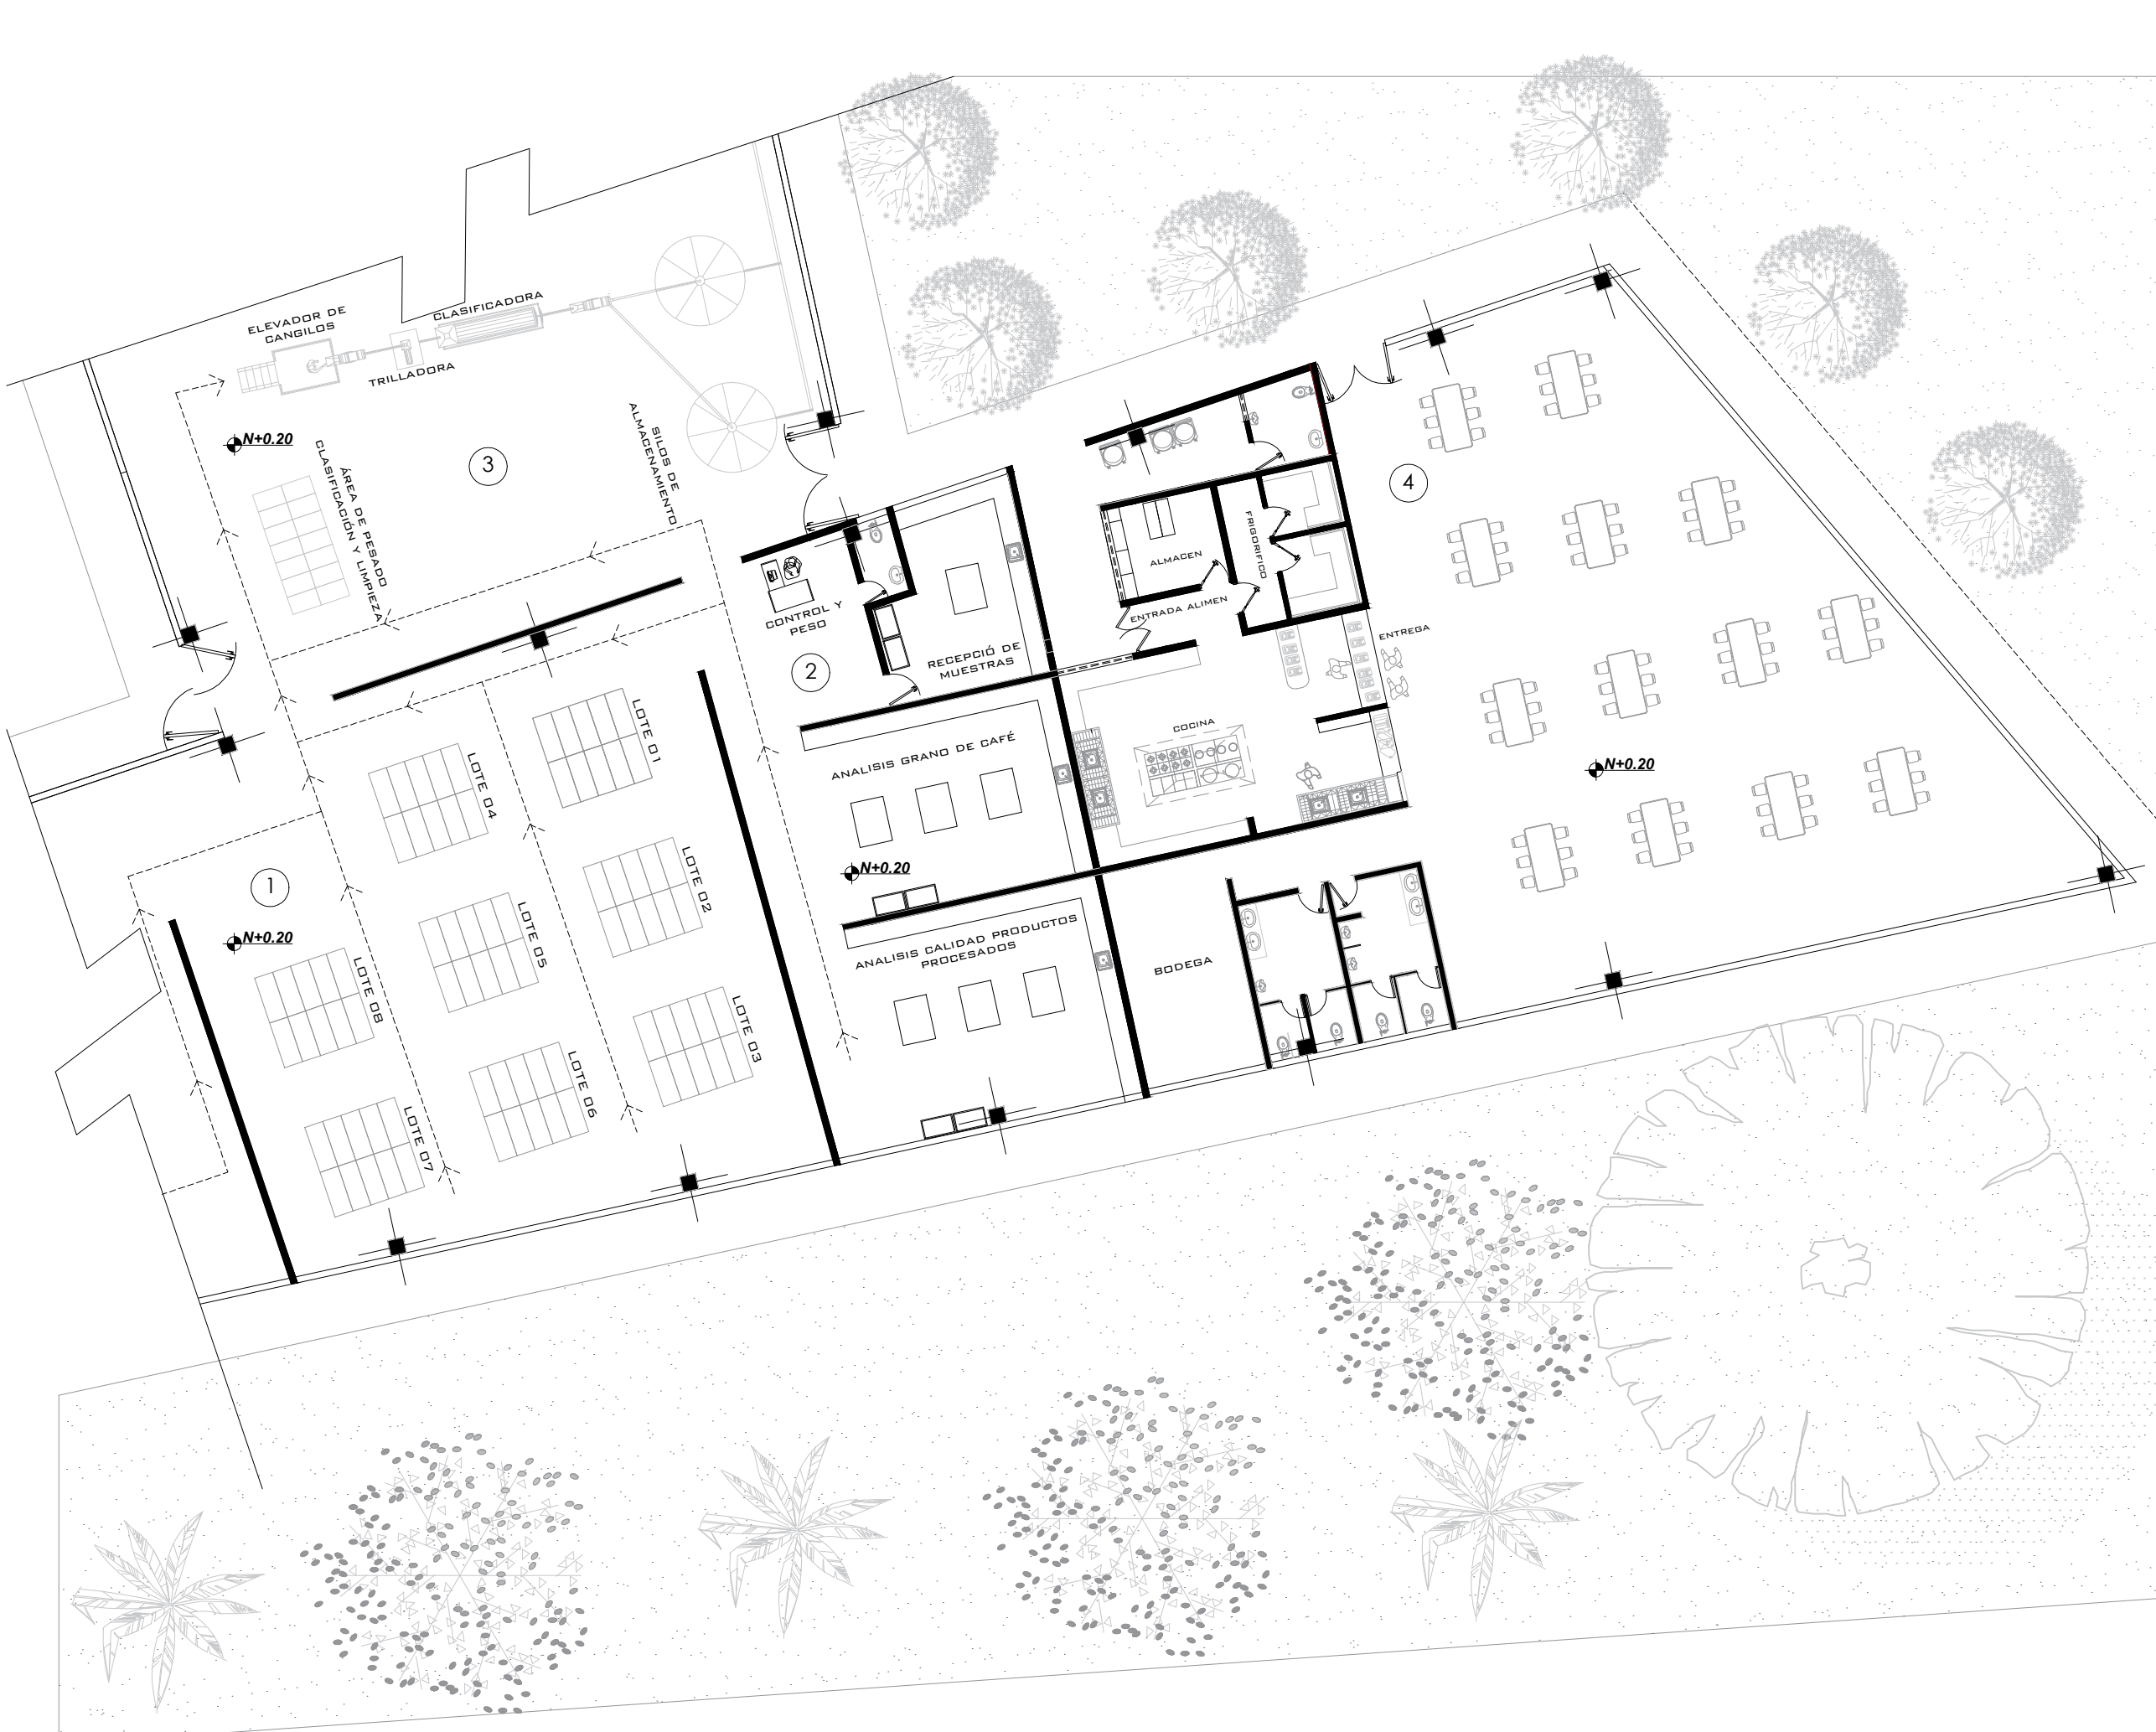 ELEVADOR DE
CANGILOS
CLASIFICADORA
TRILLADORA
N+0.20
ÁREA DE PESADO
CLASIFICACIÓN Y LIMPIEZA
3
SILOS DE
ALMACENAMIENTO
4
CONTROL Y
PESO
2
RECEPCIÓ DE
MUESTRAS
ALMACEN
FRIGORIFICO
ENTRADA ALIMEN
ENTREGA
COCINA
LOTE 01
LOTE 04
ANALISIS GRANO DE CAFÉ
N+0.20
N+0.20
1
N+0.20
LOTE 02
LOTE 05
LOTE 08
ANALISIS CALIDAD PRODUCTOS
PROCESADOS
BODEGA
LOTE 03
LOTE 06
LOTE 07